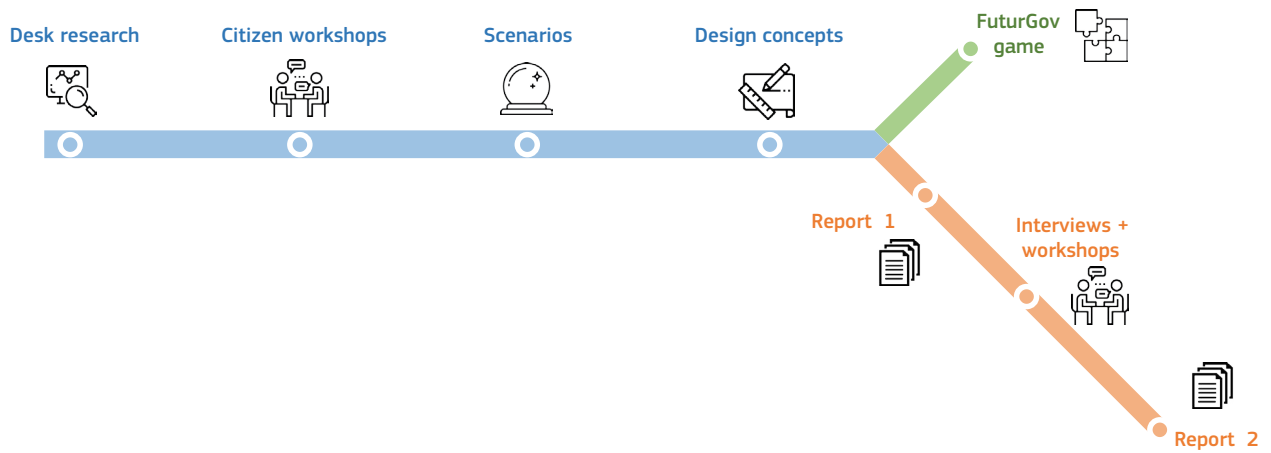 Desk research
Citizen workshops
Scenarios
Design concepts
FuturGov
game
Report 1
Interviews +
workshops
Report 2